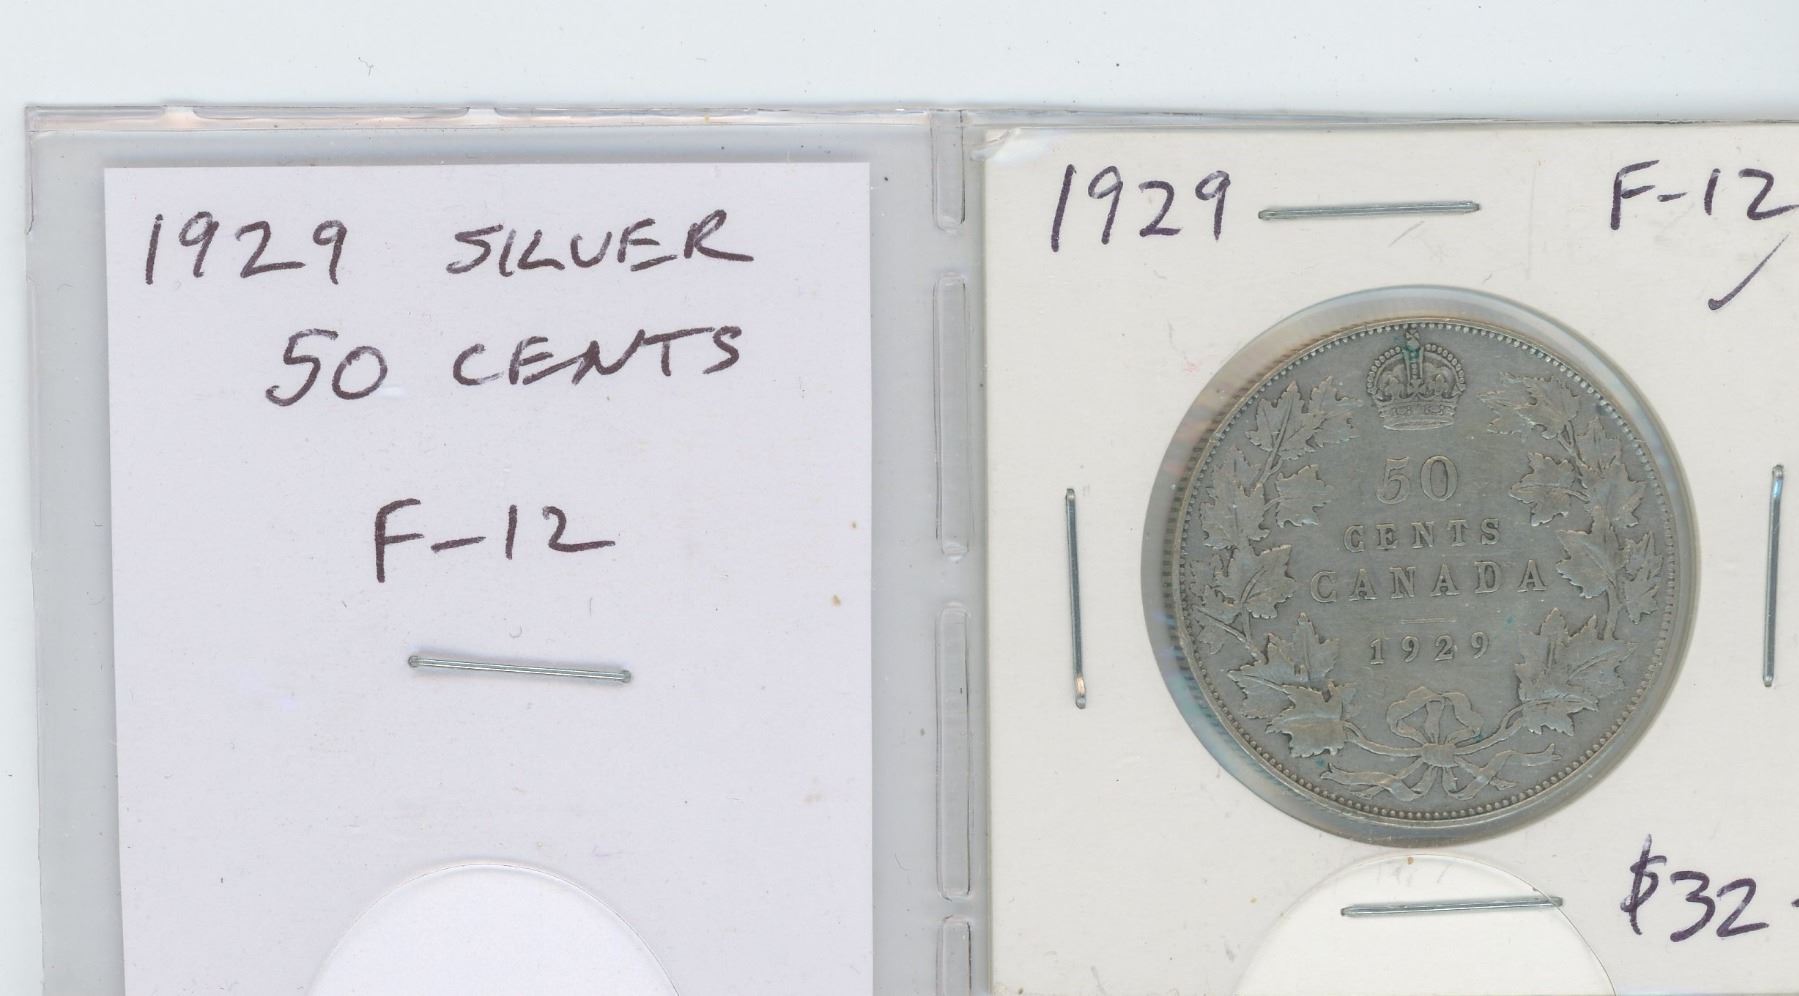 1929 SILVER
50 CENTS
F-12
1929
F-12
50
CENTS
CANADA
1929
$32